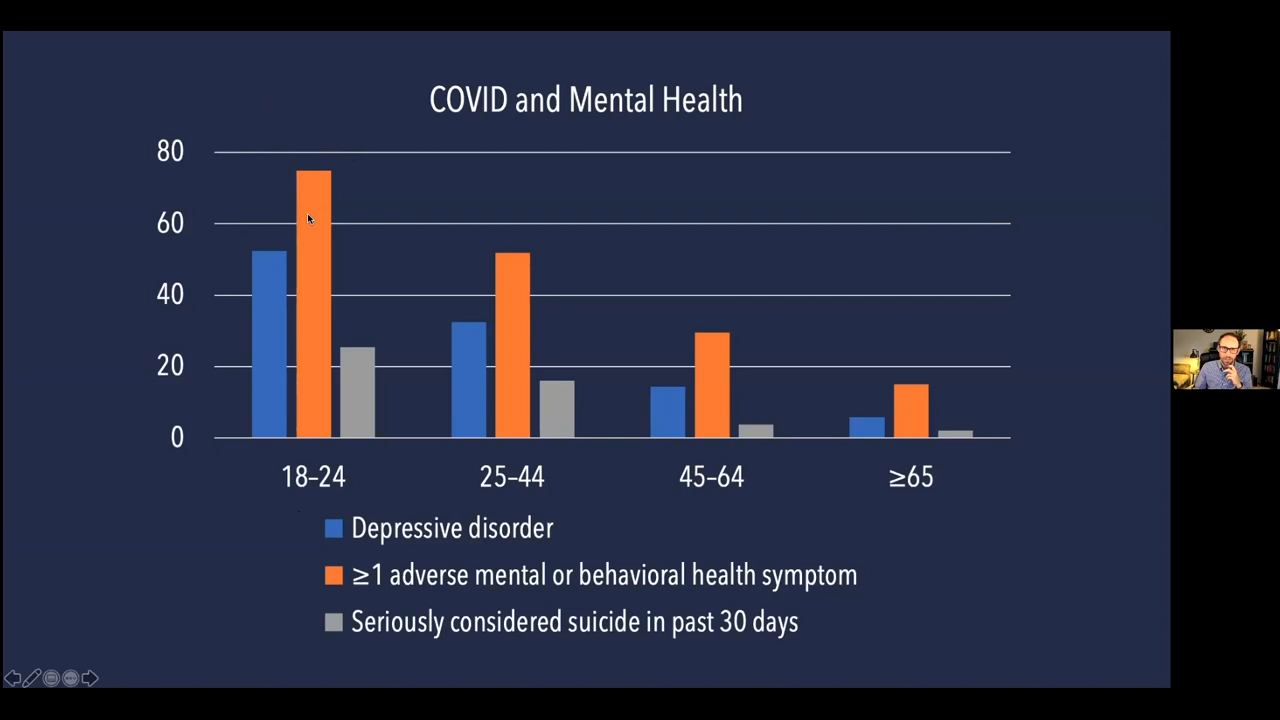 COVID and Mental Health
80
60
40
20
0
18–24 25–44 45–64 ≥65
Depressive disorder
≥1 adverse mental or behavioral health symptom
Seriously considered suicide in past 30 days